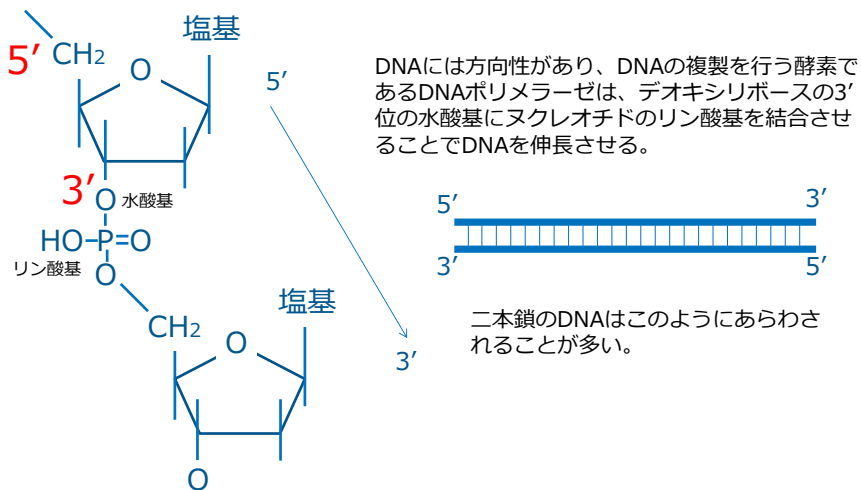 塩基
5′
CH2
O
5′
3′
O
水酸基
HO-P=O
リン酸基
O
塩基
CH2
O
3′
O
DNAには方向性があり、DNAの複製を行う酵素で
あるDNAポリメラーゼは、デオキシリボースの3′
位の水酸基にヌクレオチドのリン酸基を結合させ
ることでDNAを伸長させる。
5′
3′
3′
5′
二本鎖のDNAはこのようにあらわさ
れることが多い。